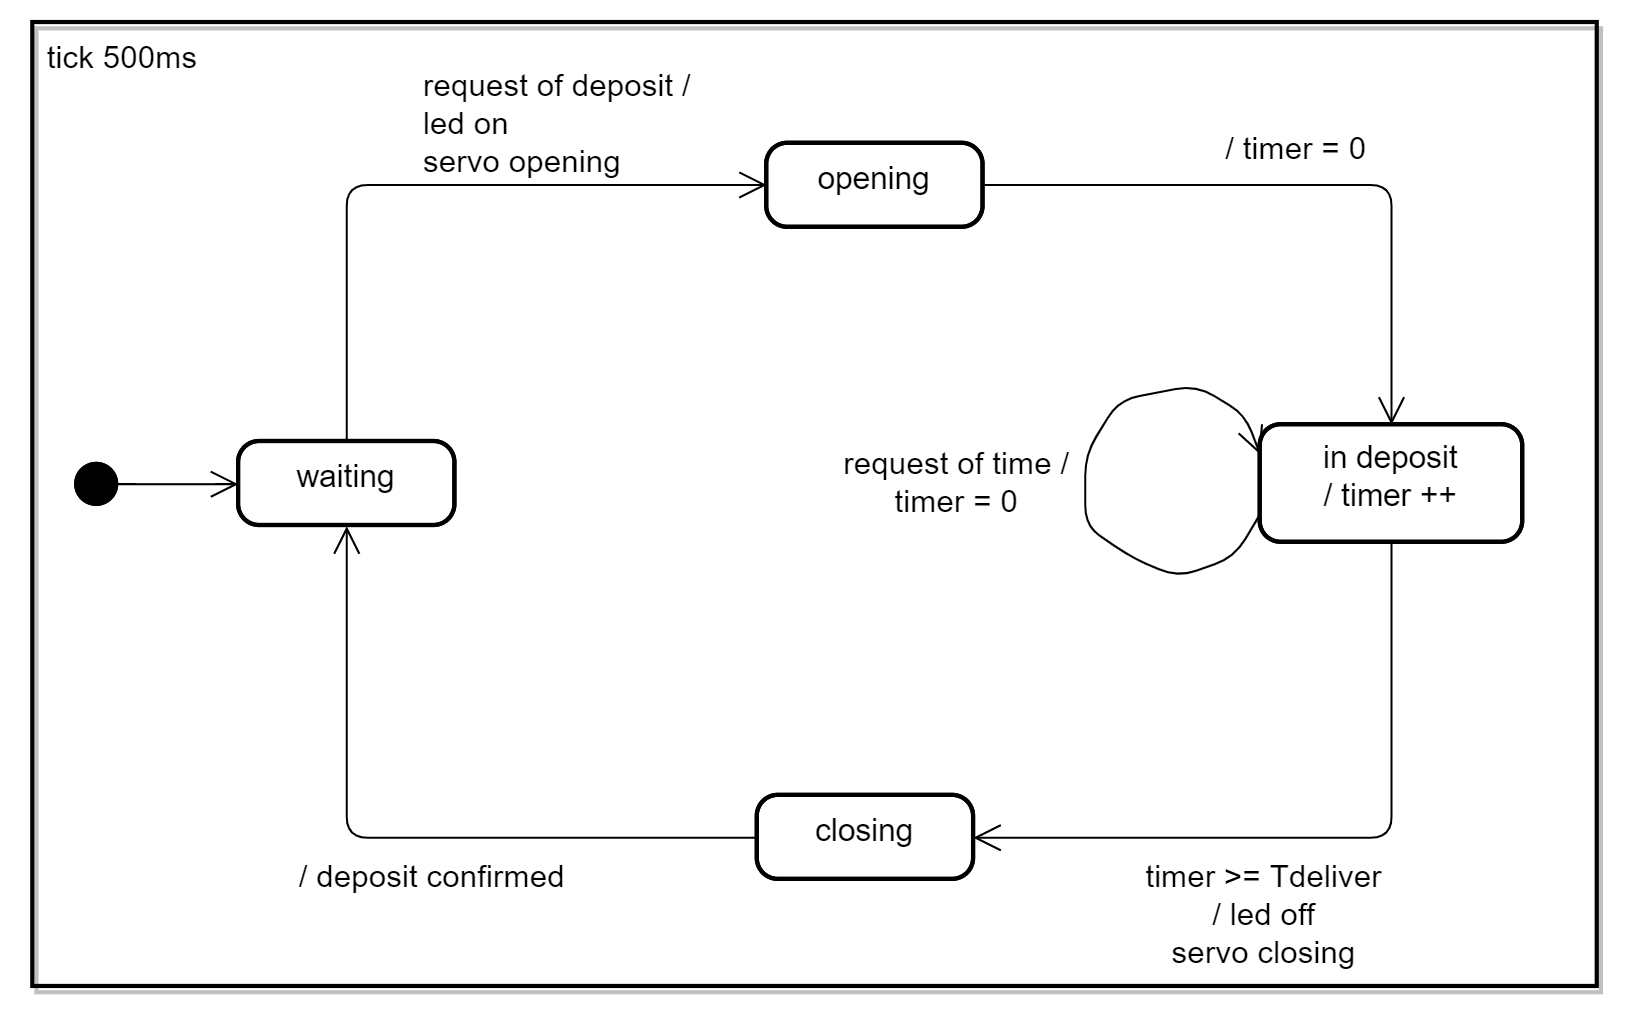 tick 500ms
request of deposit /
led on
servo opening
/ timer = 0
opening
waiting
request of time /
timer = 0
in deposit
/ timer ++
closing
/ deposit confirmed
timer >= Tdeliver
/ led off
servo closing